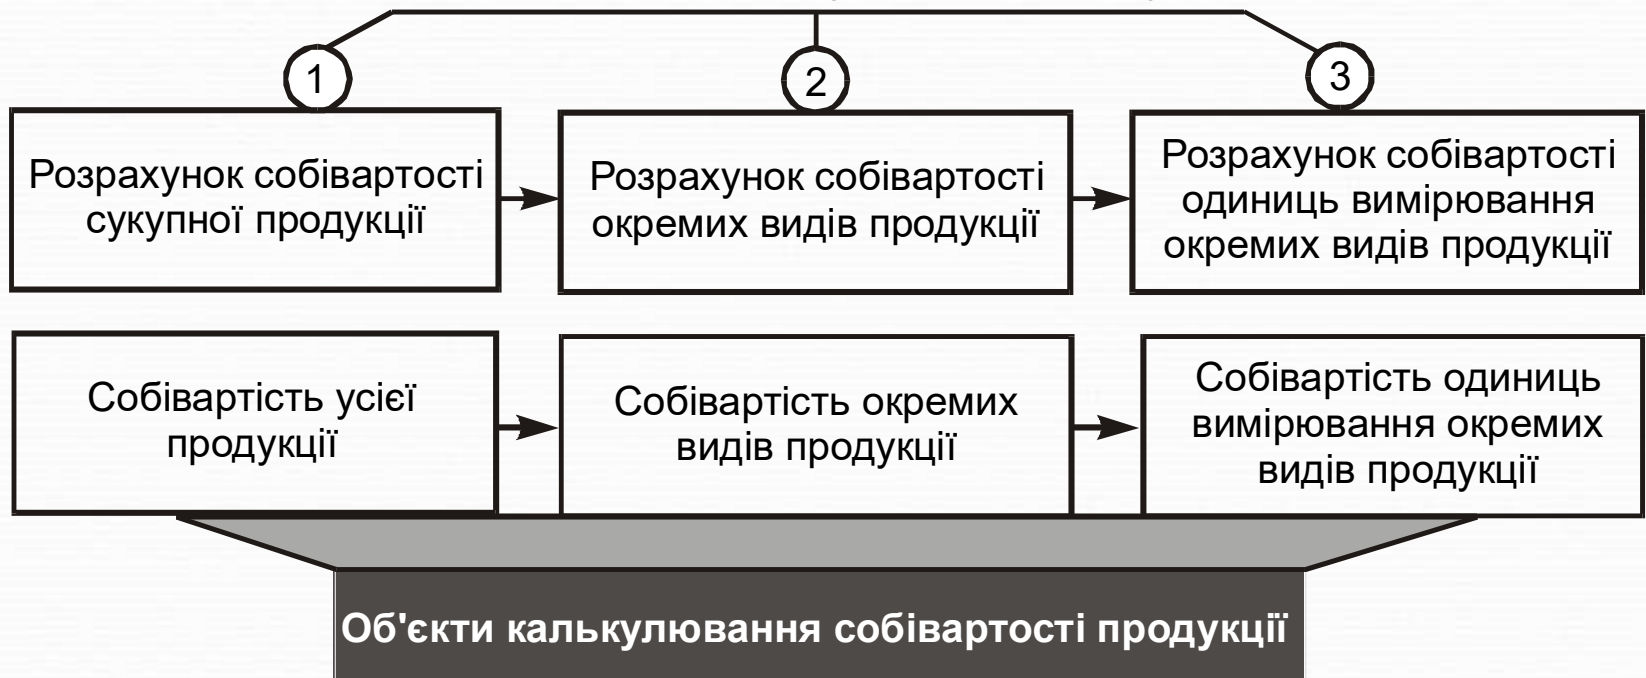 1
2
3
Розрахунок собівартості
сукупної продукції
Розрахунок собівартості
окремих видів продукції
Розрахунок собівартості
одиниць вимірювання
окремих видів продукції
Собівартість усієї
продукції
Собівартість окремих
видів продукції
Собівартість одиниць
вимірювання окремих
видів продукції
Об'єкти калькулювання собівартості продукції